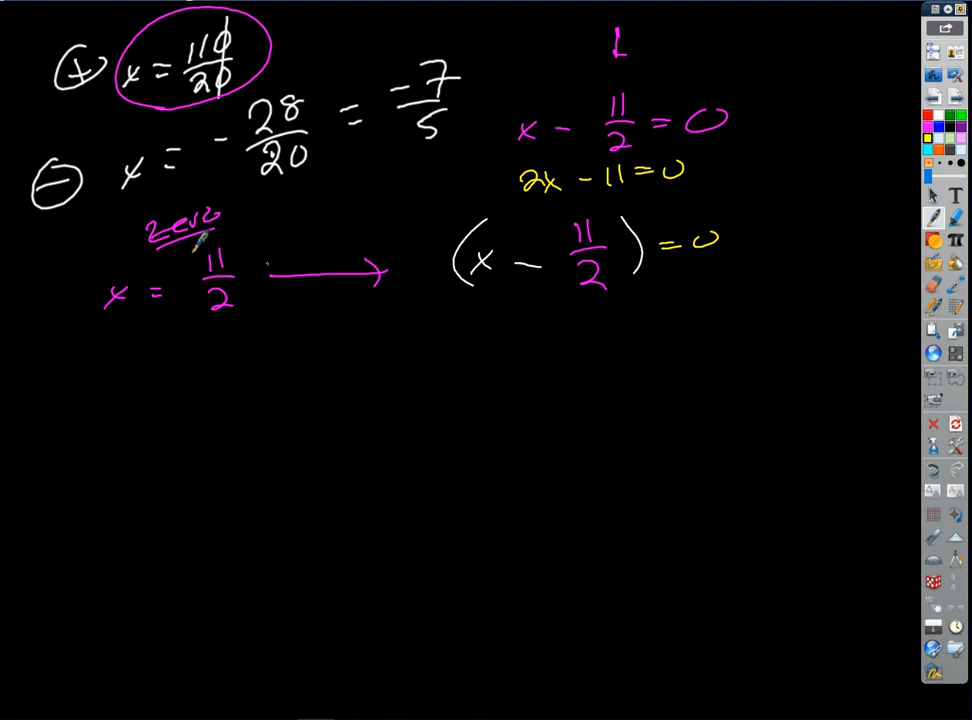 + x = 110/20
- x = - 28/20 = -7/5
1
x - 11/2 = 0
2x - 11 = 0
zero
x = 11/2 → (x - 11/2) = 0